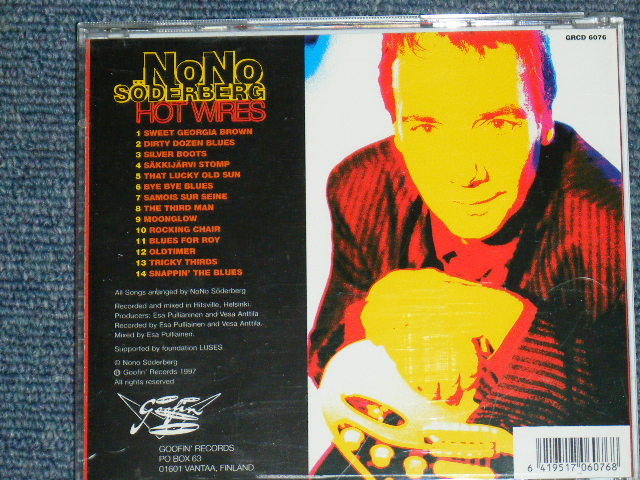 GRCD 6076
NoNo
SÖDERBERG
HOT WIRES
1 SWEET GEORGIA BROWN
2 DIRTY DOZEN BLUES
3 SILVER BOOTS
4 SÄKKIJÄRVI STOMP
5 THAT LUCKY OLD SUN
6 BYE BYE BLUES
7 SAMOIS SUR SEINE
8 THE THIRD MAN
9 MOONGLOW
10 ROCKING CHAIR
11 BLUES FOR ROY
12 OLDTIMER
13 TRICKY THIRDS
14 SNAPPIN' THE BLUES
All Songs arranged by NoNo Söderberg
Recorded and mixed in Hitsville, Helsinki.
Producers: Esa Pulliainen and Vesa Anttila
Recorded by Esa Pulliainen and Vesa Anttila.
Mixed by Esa Pulliainen.
Supported by foundation LUSES
© Nono Söderberg
℗ Goofin' Records 1997
All rights reserved
Goofin'
GOOFIN' RECORDS
PO BOX 63
01601 VANTAA, FINLAND
6 419517 060768